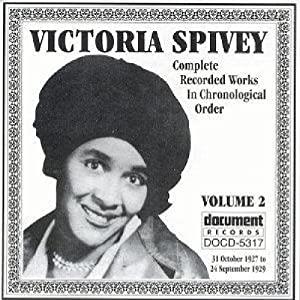 VICTORIA SPIVEY
Complete
Recorded Works
In Chronological
Order
VOLUME 2
document
RECORDS
DOCD-5317
31 October 1927 to
24 September 1929